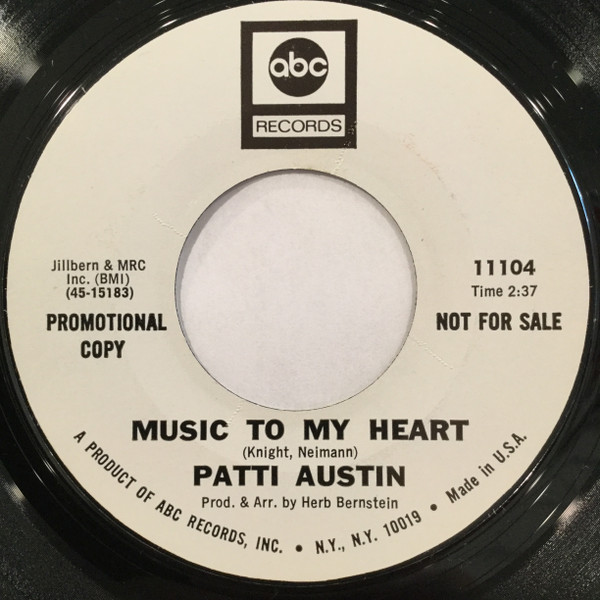 abc
RECORDS
Jillbern & MRC
Inc. (BMI)
(45-15183)
PROMOTIONAL
COPY
11104
Time 2:37
NOT FOR SALE
MUSIC TO MY HEART
(Knight, Neimann)
PATTI AUSTIN
Prod. & Arr. by Herb Bernstein
A PRODUCT OF ABC RECORDS, INC. • N.Y., N.Y. 10019 • Made in U.S.A.